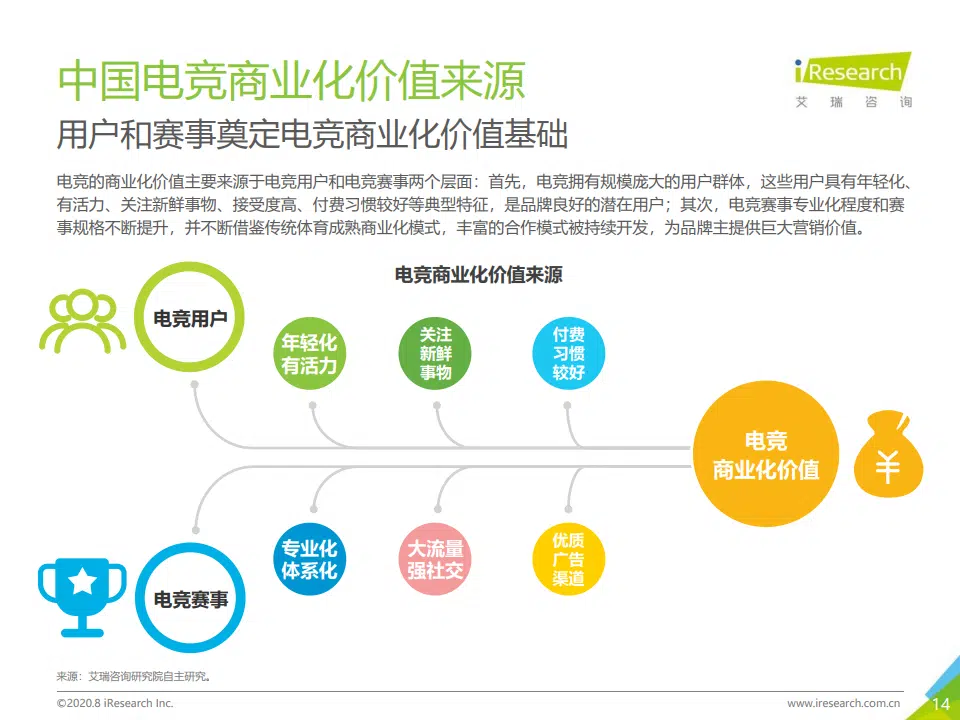 中国电竞商业化价值来源
iResearch
艾瑞咨询
用户和赛事奠定电竞商业化价值基础
电竞的商业化价值主要来源于电竞用户和电竞赛事两个层面：首先，电竞拥有规模庞大的用户群体，这些用户具有年轻化、
有活力、关注新鲜事物、接受度高、付费习惯较好等典型特征，是品牌良好的潜在用户；其次，电竞赛事专业化程度和赛
事规格不断提升，并不断借鉴传统体育成熟商业化模式，丰富的合作模式被持续开发，为品牌主提供巨大营销价值。
电竞商业化价值来源
电竞用户
年轻化
有活力
关注
新鲜
事物
付费
习惯
较好
电竞
商业化价值
专业化
体系化
大流量
强社交
优质
广告
渠道
电竞赛事
来源：艾瑞咨询研究院自主研究。
©2020.8 iResearch Inc.
www.iresearch.com.cn
14